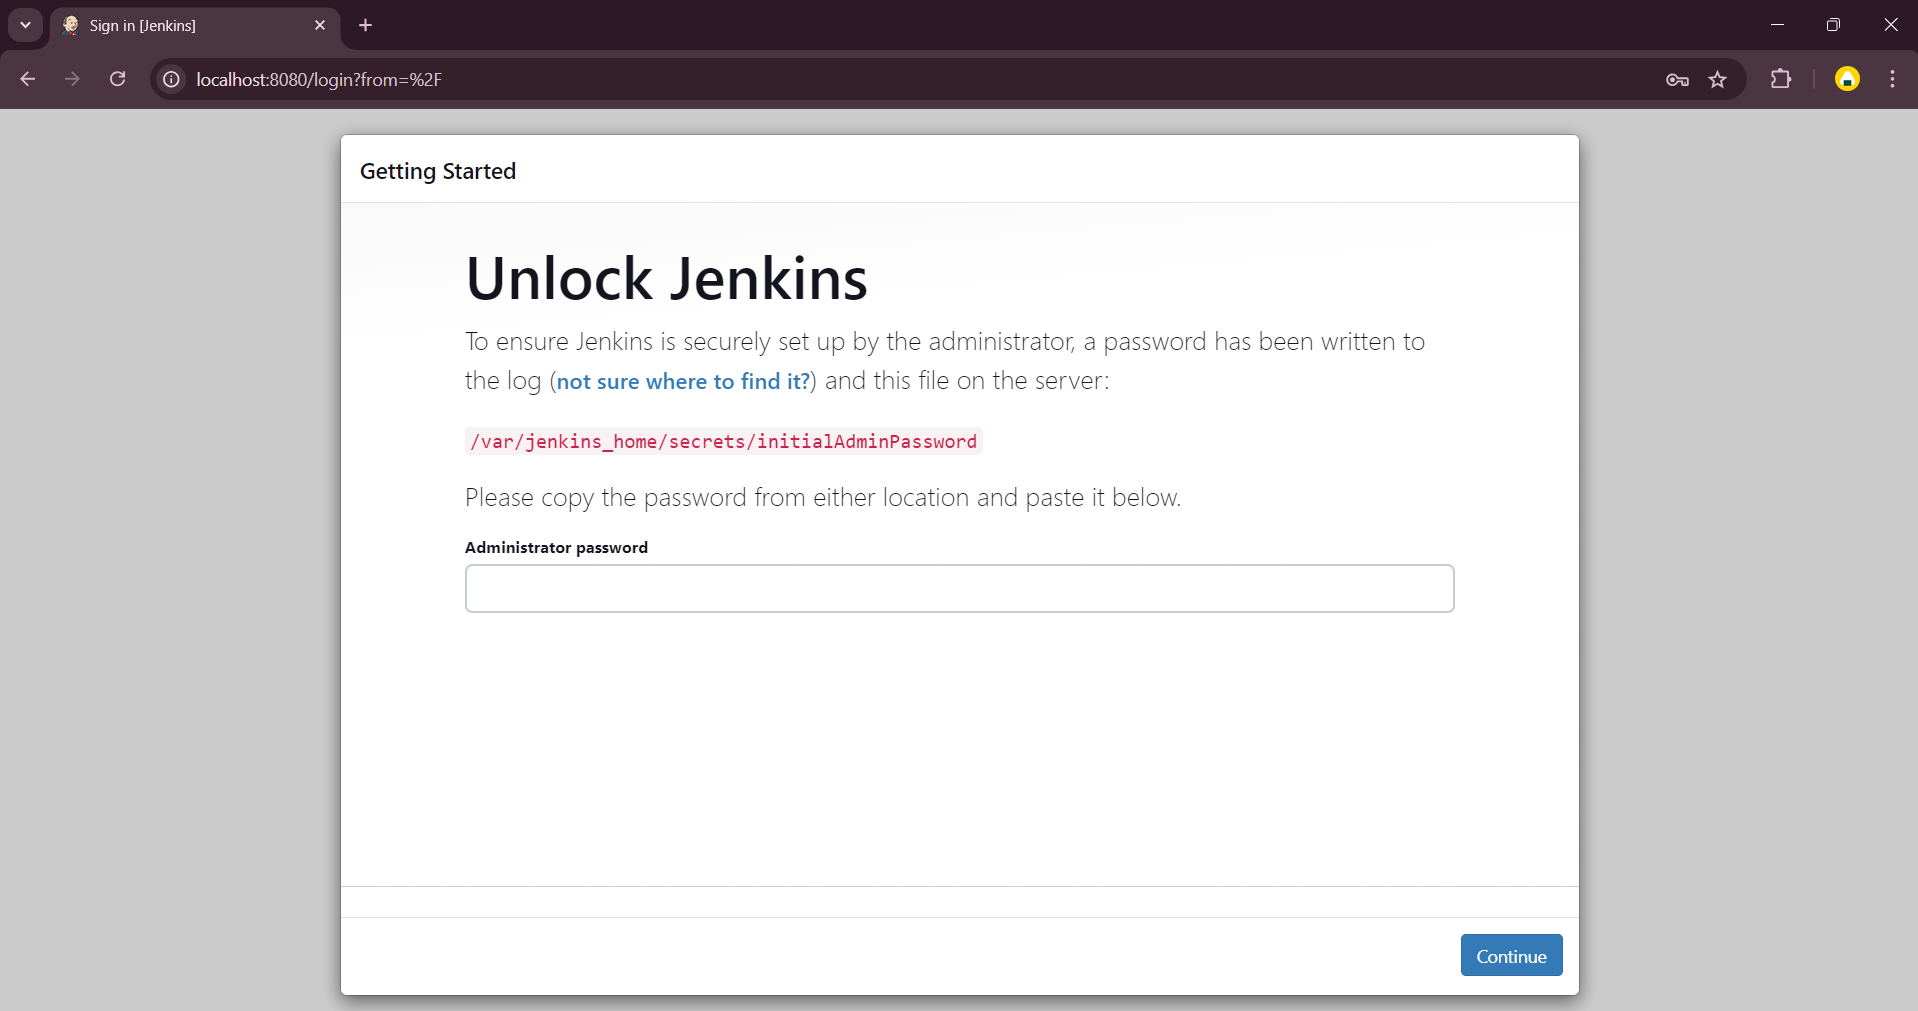 Sign in [Jenkins]
localhost:8080/login?from=%2F
Getting Started
Unlock Jenkins
To ensure Jenkins is securely set up by the administrator, a password has been written to
the log (not sure where to find it?) and this file on the server:
/var/jenkins_home/secrets/initialAdminPassword
Please copy the password from either location and paste it below.
Administrator password
Continue